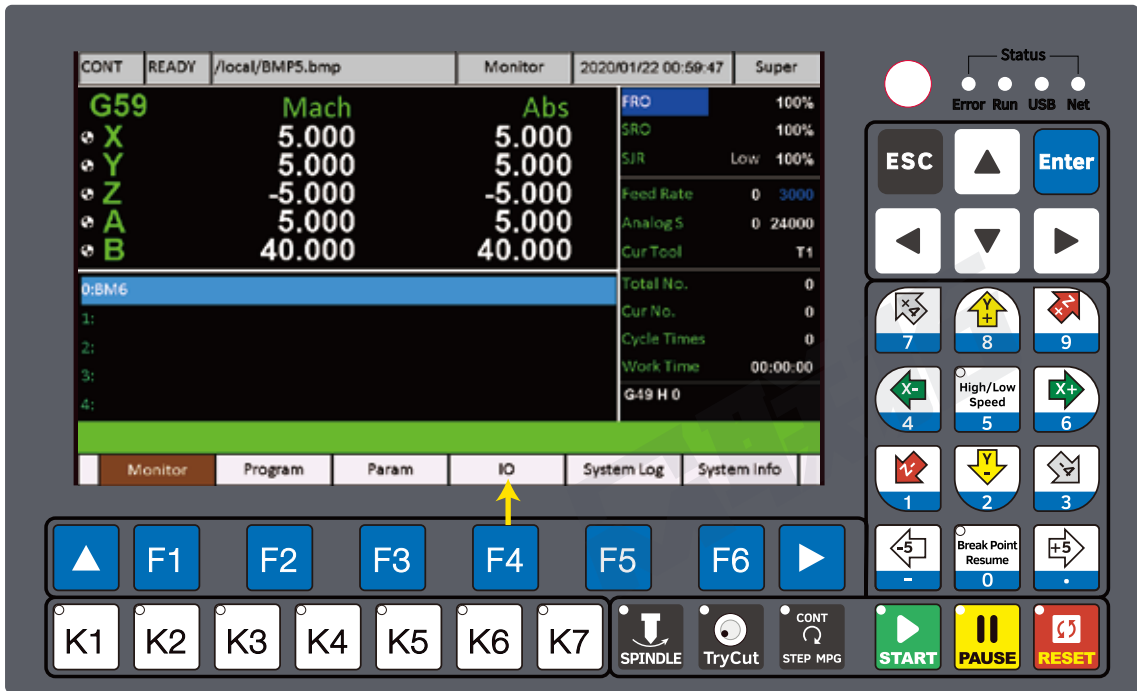 CONT READY /local/BMP5.bmp Monitor 2020/01/22 00:59:47 Super
G59 Mach Abs
X 5.000 5.000
Y 5.000 5.000
Z -5.000 -5.000
A 5.000 5.000
B 40.000 40.000
FRO 100%
SRO 100%
SJR Low 100%
Feed Rate 0 3000
Analog S 0 24000
Cur Tool T1
Total No. 0
Cur No. 0
Cycle Times 0
Work Time 00:00:00
G49 H 0
0:BM6
1:
2:
3:
4:
Monitor Program Param IO System Log System Info
Status
Error Run USB Net
ESC Enter
7 8 9
Y
+
X- High/Low Speed X+
4 5 6
Y
-
1 2 3
-5 Break Point Resume +5
- 0 .
F1 F2 F3 F4 F5 F6
K1 K2 K3 K4 K5 K6 K7
SPINDLE TryCut CONT
STEP MPG
START PAUSE RESET